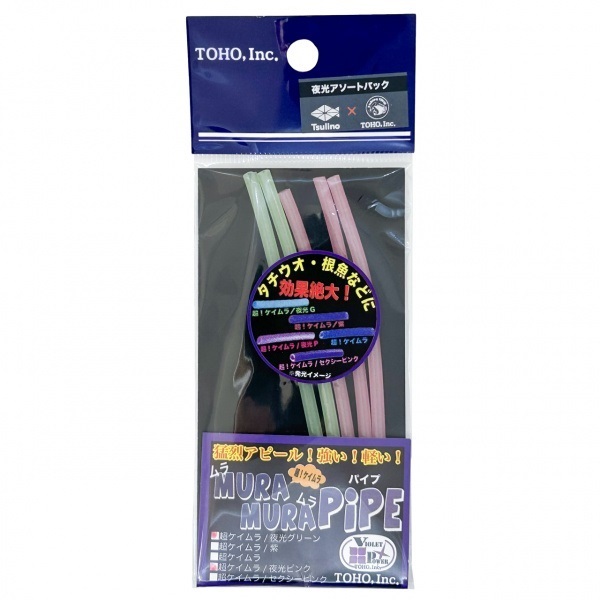 TOHO, Inc.
夜光アソートパック
Tsulino × TOHO, Inc.
タチウオ・根魚などに
効果絶大！
超！ケイムラ/夜光G
超！ケイムラ/紫
超！ケイムラ
超！ケイムラ/夜光P
超！ケイムラ/セクシーピンク
※発光イメージ
猛烈アピール！強い！軽い！
ムラ
MURA
超！ケイムラ
ムラ
パイプ
MURA PiPE
超ケイムラ/夜光グリーン
超ケイムラ/紫
超ケイムラ
超ケイムラ/夜光ピンク
超ケイムラ/セクシーピンク
VIOLET
POWER
TOHO, Inc.
TOHO, Inc.